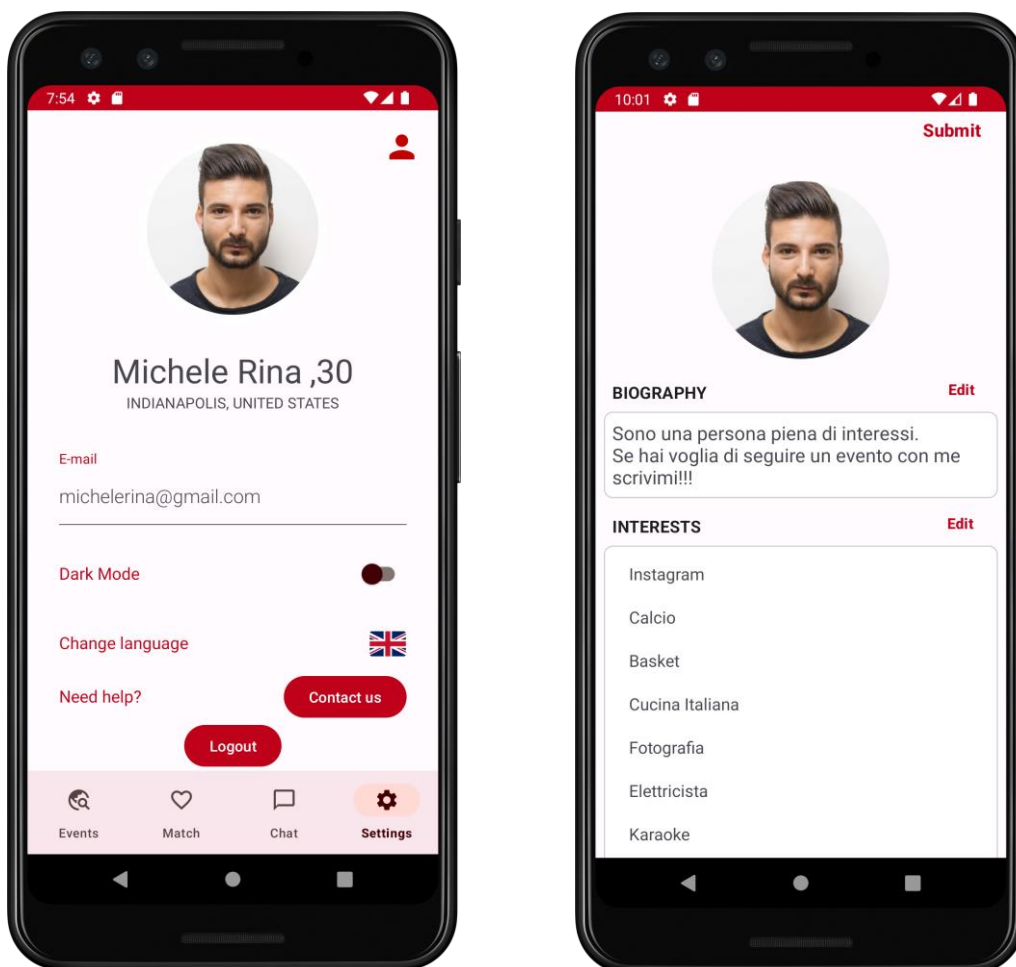 7:54
Michele Rina ,30
INDIANAPOLIS, UNITED STATES
E-mail
michelerina@gmail.com
Dark Mode
Change language
Need help?
Contact us
Logout
Events
Match
Chat
Settings
10:01
Submit
BIOGRAPHY
Edit
Sono una persona piena di interessi.
Se hai voglia di seguire un evento con me
scrivimi!!!
INTERESTS
Edit
Instagram
Calcio
Basket
Cucina Italiana
Fotografia
Elettricista
Karaoke